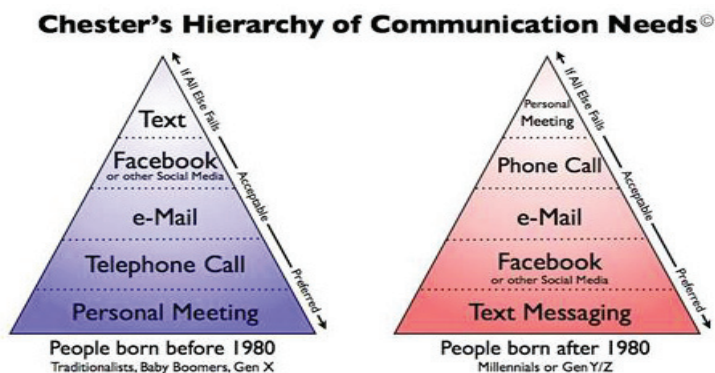 Chester's Hierarchy of Communication Needs©
Text
Facebook
or other Social Media
e-Mail
Telephone Call
Personal Meeting
If All Else Fails
Acceptable
Preferred
People born before 1980
Traditionalists, Baby Boomers, Gen X
Personal
Meeting
Phone Call
e-Mail
Facebook
or other Social Media
Text Messaging
If All Else Fails
Acceptable
Preferred
People born after 1980
Millennials or Gen Y/Z